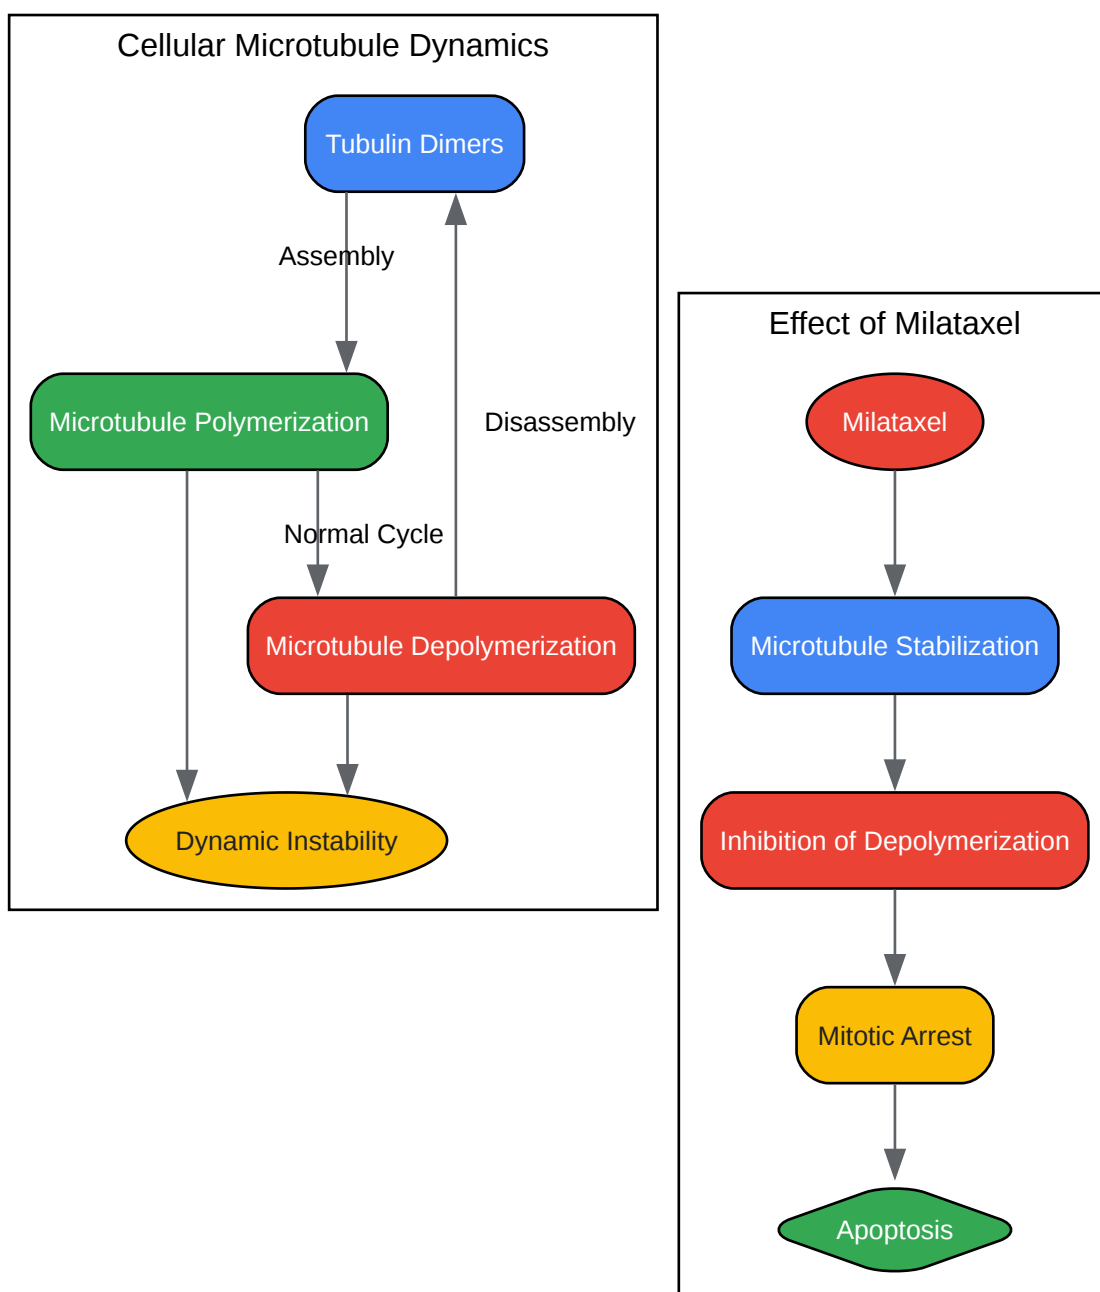 Cellular Microtubule Dynamics
Tubulin Dimers
Assembly
Microtubule Polymerization
Disassembly
Normal Cycle
Microtubule Depolymerization
Dynamic Instability
Effect of Milataxel
Milataxel
Microtubule Stabilization
Inhibition of Depolymerization
Mitotic Arrest
Apoptosis